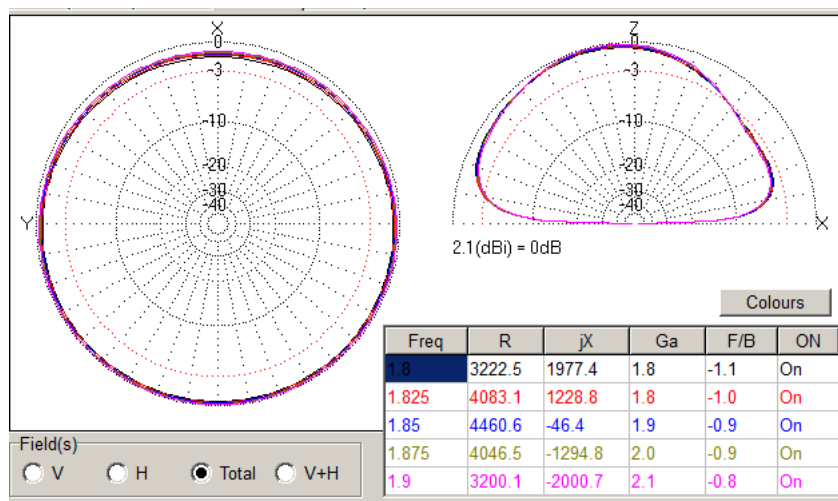 X
0
-3
-10
-20
-30
-40
Y
Z
0
-3
-10
-20
-30
-40
X
2.1(dBi) = 0dB
Colours
Freq R jX Ga F/B ON
1.8 3222.5 1977.4 1.8 -1.1 On
1.825 4083.1 1228.8 1.8 -1.0 On
1.85 4460.6 -46.4 1.9 -0.9 On
1.875 4046.5 -1294.8 2.0 -0.9 On
1.9 3200.1 -2000.7 2.1 -0.8 On
Field(s)
V H Total V+H